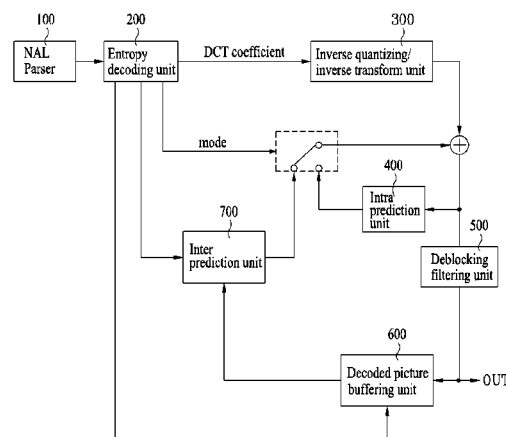 100
200
300
NAL
Parser
Entropy
decoding unit
DCT coefficient
Inverse quantizing/
inverse transform unit
mode
400
Intra
prediction
unit
700
Inter
prediction unit
500
Deblocking
filtering unit
600
Decoded picture
buffering unit
OUT